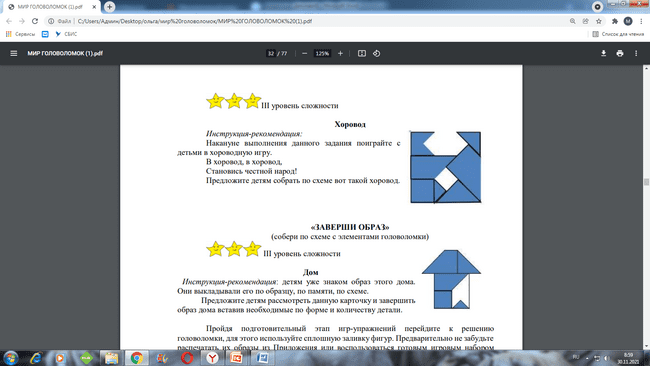 МИР ГОЛОВОЛОМОК (1).pdf
Файл C:/Users/Админ/Desktop/ольга/мир%20головоломок/МИР%20ГОЛОВОЛОМОК%20(1).pdf
Сервисы СБИС Список для чтения
МИР ГОЛОВОЛОМОК (1).pdf 32 / 77 125%
III уровень сложности
Хоровод
Инструкция-рекомендация:
Накануне выполнения данного задания поиграйте с
детьми в хороводную игру.
В хоровод, в хоровод,
Становись честной народ!
Предложите детям собрать по схеме вот такой хоровод.
«ЗАВЕРШИ ОБРАЗ»
(собери по схеме с элементами головоломки)
III уровень сложности
Дом
Инструкция-рекомендация: детям уже знаком образ этого дома.
Они выкладывали его по образцу, по памяти, по схеме.
Предложите детям рассмотреть данную карточку и завершить
образ дома вставив необходимые по форме и количеству детали.
Пройдя подготовительный этап игр-упражнений перейдите к решению
головоломки, для этого используйте сплошную заливку фигур. Предварительно не забудьте
распечатать их образы из Приложения или воспользоваться готовым игровым набором
RU 8:59
30.11.2021